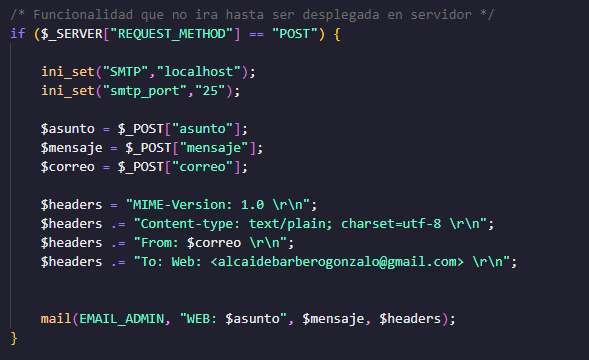 /* Funcionalidad que no ira hasta ser desplegada en servidor */
if ($_SERVER["REQUEST_METHOD"] == "POST") {
ini_set("SMTP","localhost");
ini_set("smtp_port","25");
$asunto = $_POST["asunto"];
$mensaje = $_POST["mensaje"];
$correo = $_POST["correo"];
$headers = "MIME-Version: 1.0 \r\n";
$headers .= "Content-type: text/plain; charset=utf-8 \r\n";
$headers .= "From: $correo \r\n";
$headers .= "To: Web: <alcaidebarberogonzalo@gmail.com> \r\n";
mail(EMAIL_ADMIN, "WEB: $asunto", $mensaje, $headers);
}